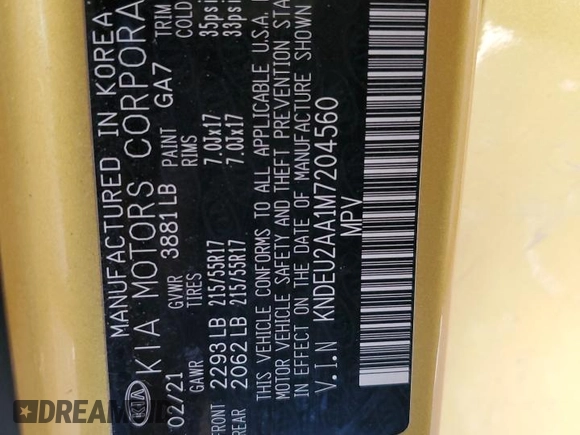 MANUFACTURED IN KOREA
KIA KIA MOTORS CORPORA
02/21 GVWR 3881 LB PAINT GA7 TRIM
GAWR TIRES RIMS COLD
FRONT 2293 LB 215/55R17 7.0JX17 35psi
REAR 2062 LB 215/55R17 7.0JX17 33psi
THIS VEHICLE CONFORMS TO ALL APPLICABLE U.S.A.
MOTOR VEHICLE SAFETY AND THEFT PREVENTION STA
IN EFFECT ON THE DATE OF MANUFACTURE SHOWN
V.I.N KNDEU2AA1M7204560
MPV
DREAM